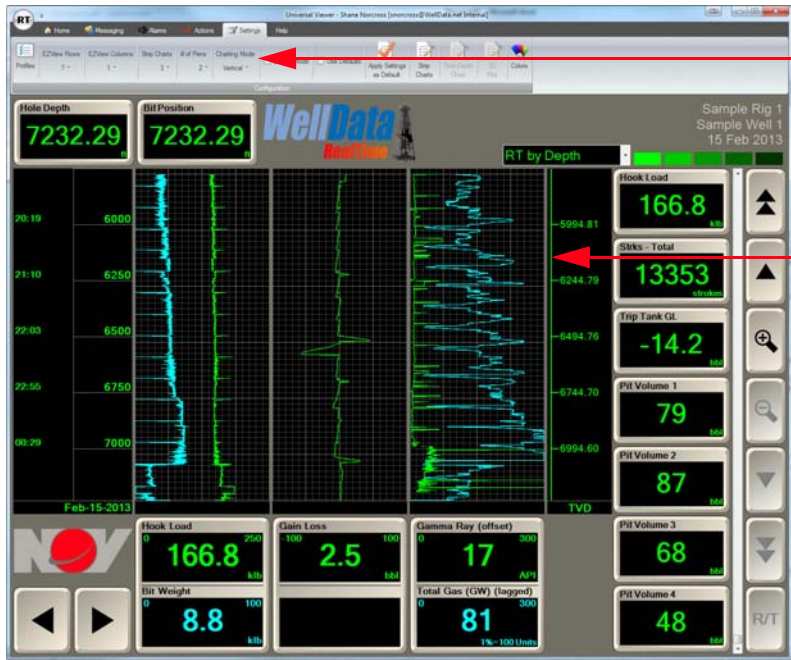 RT
Universal Viewer - Shane Norcross [snorcross@WellData.net Internal]
Home Messaging Alarms Actions Settings Help
EZView Rows EZView Columns Strip Charts # of Pens Charting Mode
Profiles Vertical Use Defaults Apply Settings as Default Strip Charts Colors
Configuration
Hole Depth
7232.29
ft
Bit Position
7232.29
ft
WellData
RealTime
Sample Rig 1
Sample Well 1
15 Feb 2013
RT by Depth
20:19 6000
21:10 6250
22:03 6500
22:55 6750
00:29 7000
Feb-15-2013
-5994.81
-6244.79
-6494.76
-6744.70
-6994.60
TVD
Hook Load
166.8
klb
Strks - Total
13353
strokes
Trip Tank GL
-14.2
bbl
Pit Volume 1
79
bbl
Pit Volume 2
87
bbl
Pit Volume 3
68
bbl
Pit Volume 4
48
bbl
R/T
NOV
Hook Load
0 250
166.8
klb
Bit Weight
0 100
8.8
klb
Gain Loss
-100 100
2.5
bbl
Gamma Ray (offset)
0 300
17
API
Total Gas (GW) (lagged)
0 300
81
1%=100 Units